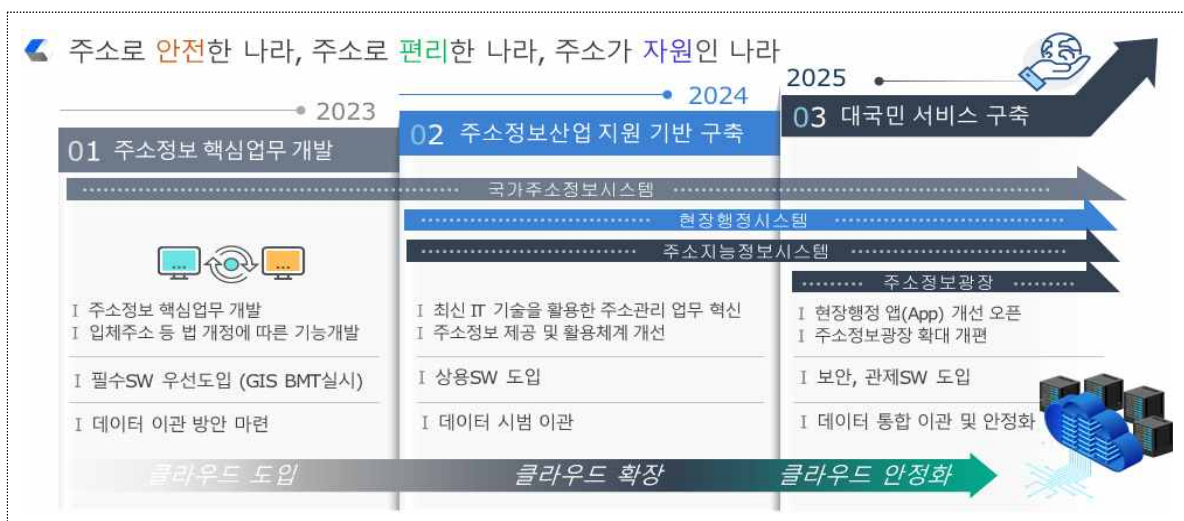 주소로 안전한 나라, 주소로 편리한 나라, 주소가 자원인 나라
2023
01 주소정보 핵심업무 개발
2024
02 주소정보산업 지원 기반 구축
2025
03 대국민 서비스 구축
국가주소정보시스템
현장행정시스템
주소지능정보시스템
주소정보광장
I 주소정보 핵심업무 개발
I 입체주소 등 법 개정에 따른 기능개발
I 필수SW 우선도입 (GIS BMT실시)
I 데이터 이관 방안 마련
I 최신 IT 기술을 활용한 주소관리 업무 혁신
I 주소정보 제공 및 활용체계 개선
I 상용SW 도입
I 데이터 시범 이관
I 현장행정 앱(App) 개선 오픈
I 주소정보광장 확대 개편
I 보안, 관제SW 도입
I 데이터 통합 이관 및 안정화
클라우드 도입
클라우드 확장
클라우드 안정화